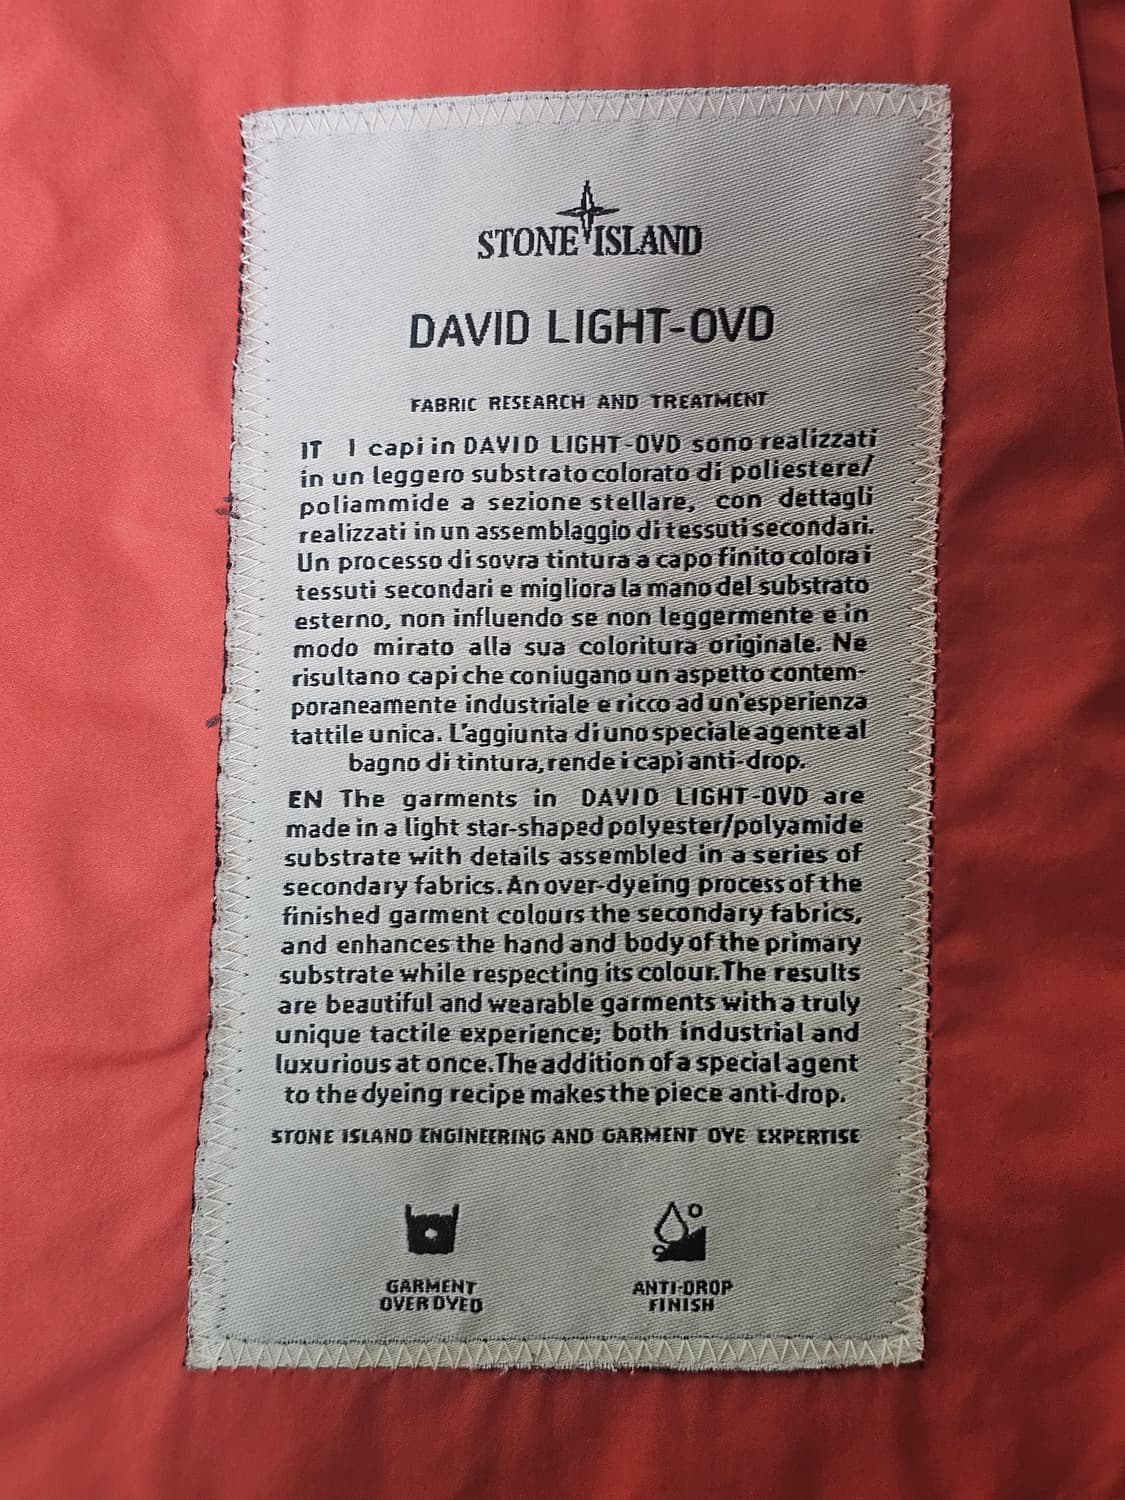 STONE ISLAND
DAVID LIGHT-OVD
FABRIC RESEARCH AND TREATMENT
IT I capi in DAVID LIGHT-OVD sono realizzati
in un leggero substrato colorato di poliestere/
poliammide a sezione stellare, con dettagli
realizzati in un assemblaggio di tessuti secondari.
Un processo di sovra tintura a capo finito colora i
tessuti secondari e migliora la mano del substrato
esterno, non influendo se non leggermente e in
modo mirato alla sua coloritura originale. Ne
risultano capi che coniugano un aspetto contem-
poraneamente industriale e ricco ad un'esperienza
tattile unica. L'aggiunta di uno speciale agente al
bagno di tintura, rende i capi anti-drop.
EN The garments in DAVID LIGHT-OVD are
made in a light star-shaped polyester/polyamide
substrate with details assembled in a series of
secondary fabrics. An over-dyeing process of the
finished garment colours the secondary fabrics,
and enhances the hand and body of the primary
substrate while respecting its colour. The results
are beautiful and wearable garments with a truly
unique tactile experience; both industrial and
luxurious at once. The addition of a special agent
to the dyeing recipe makes the piece anti-drop.
STONE ISLAND ENGINEERING AND GARMENT DYE EXPERTISE
GARMENT
OVER DYED
ANTI-DROP
FINISH